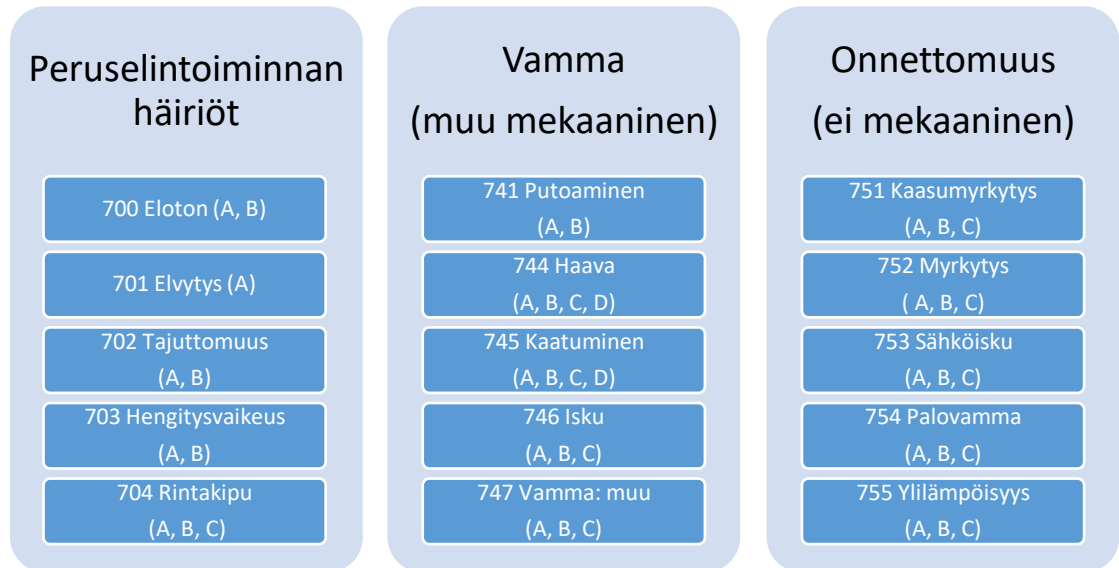 Peruselintoiminnan
häiriöt
700 Eloton (A, B)
701 Elvytys (A)
702 Tajuttomuus
(A, B)
703 Hengitysvaikeus
(A, B)
704 Rintakipu
(A, B, C)
Vamma
(muu mekaaninen)
741 Putoaminen
(A, B)
744 Haava
(A, B, C, D)
745 Kaatuminen
(A, B, C, D)
746 Isku
(A, B, C)
747 Vamma: muu
(A, B, C)
Onnettomuus
(ei mekaaninen)
751 Kaasumyrkytys
(A, B, C)
752 Myrkytys
( A, B, C)
753 Sähköisku
(A, B, C)
754 Palovamma
(A, B, C)
755 Ylilämpöisyys
(A, B, C)